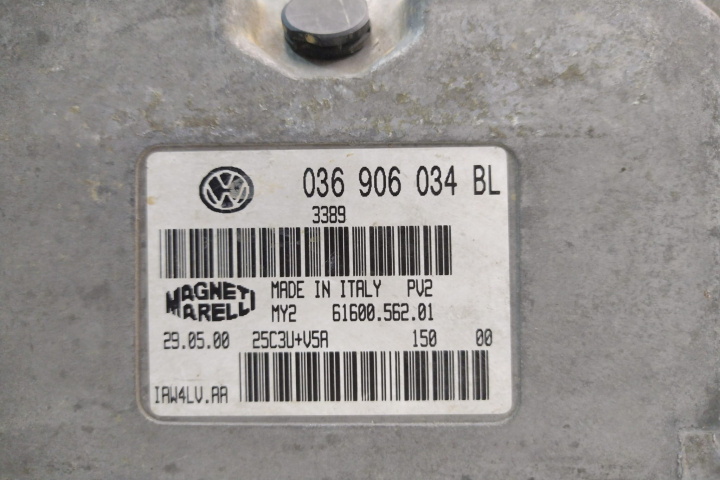 036 906 034 BL
3389
MAGNETI MARELLI
MADE IN ITALY PV2
MY2 61600.562.01
29.05.00 25C3U+V5A 150 00
IAW4LV.AA